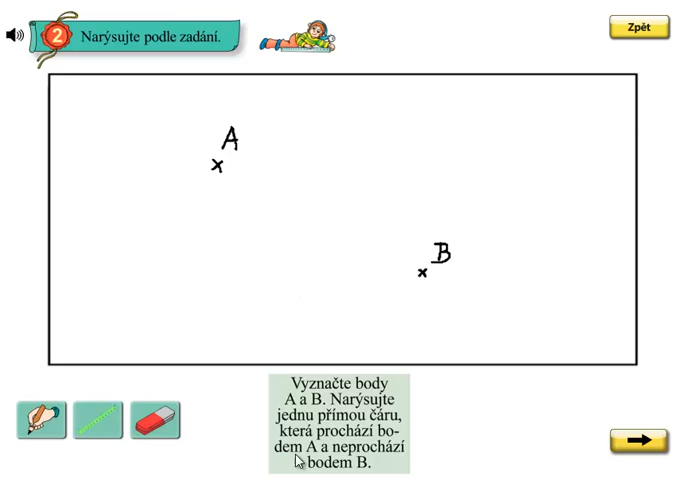 2 Narýsujte podle zadání.
Zpět
A
B
Vyznačte body
A a B. Narýsujte
jednu přímou čáru,
která prochází bo-
dem A a neprochází
bodem B.